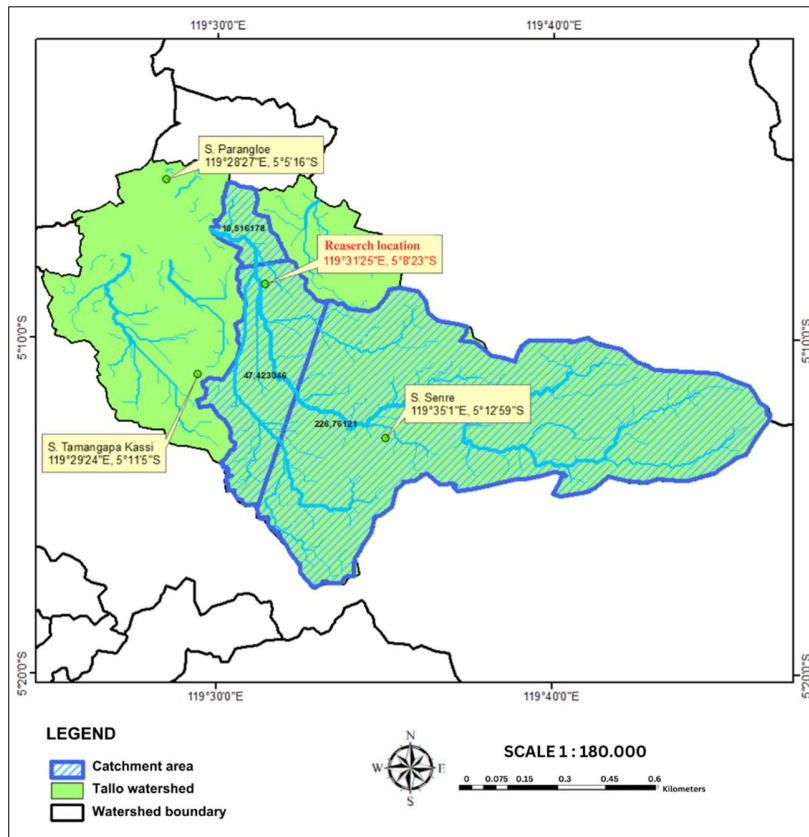 119°30'0"E
119°40'0"E
S. Parangloe
119°28'27"E, 5°5'16"S
10,516178
Reaserch location
119°31'25"E, 5°8'23"S
5°10'0"S
5°10'0"S
47,423046
S. Senre
119°35'1"E, 5°12'59"S
226,76121
S. Tamangapa Kassi
119°29'24"E, 5°11'5"S
5°20'0"S
5°20'0"S
119°30'0"E
119°40'0"E
LEGEND
Catchment area
Tallo watershed
Watershed boundary
N
W
E
S
SCALE 1 : 180.000
0 0.075 0.15 0.3 0.45 0.6
Kilometers